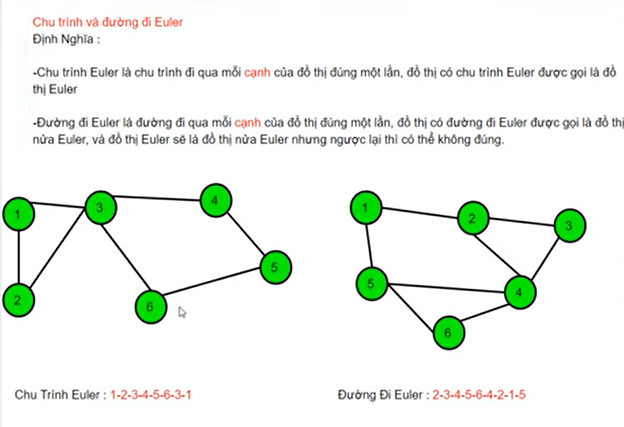 Chu trình và đường đi Euler
Định Nghĩa :
-Chu trình Euler là chu trình đi qua mỗi cạnh của đồ thị đúng một lần, đồ thị có chu trình Euler được gọi là đồ
thị Euler
-Đường đi Euler là đường đi qua mỗi cạnh của đồ thị đúng một lần, đồ thị có đường đi Euler được gọi là đồ thị
nửa Euler, và đồ thị Euler sẽ là đồ thị nửa Euler nhưng ngược lại thì có thể không đúng.
1
3
4
2
6
5
1
2
3
5
4
6
Chu Trình Euler : 1-2-3-4-5-6-3-1
Đường Đi Euler : 2-3-4-5-6-4-2-1-5